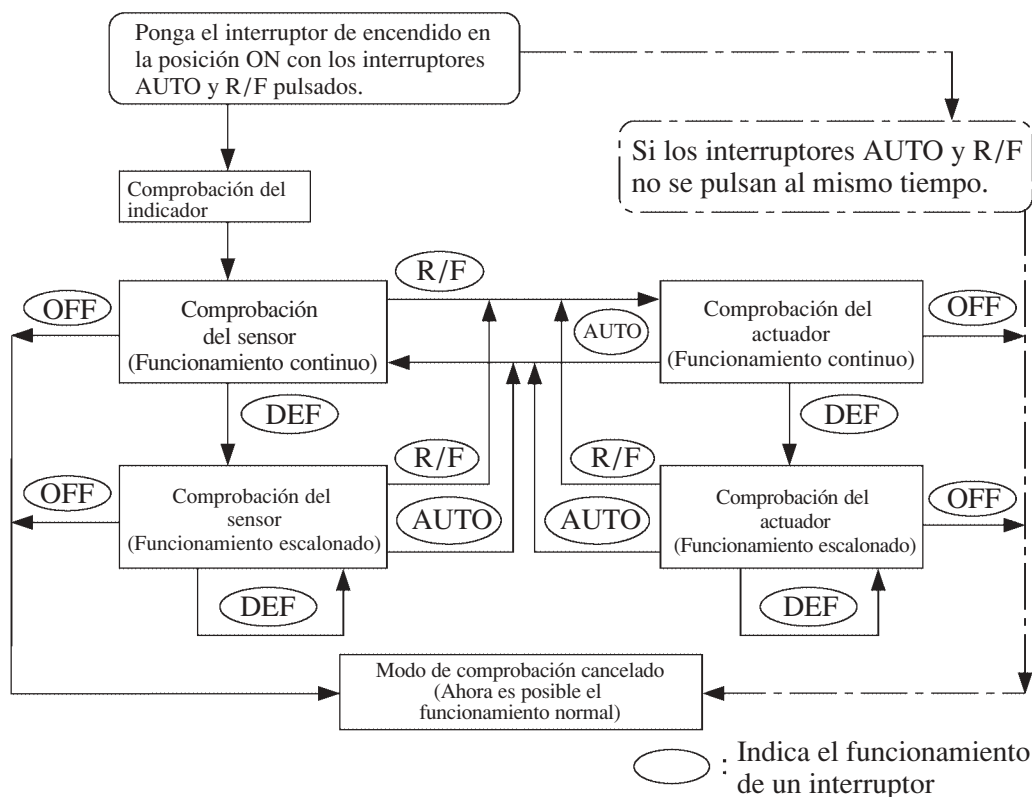 Ponga el interruptor de encendido en
la posición ON con los interruptores
AUTO y R/F pulsados.
Si los interruptores AUTO y R/F
no se pulsan al mismo tiempo.
Comprobación del
indicador
R/F
OFF
Comprobación
del sensor
(Funcionamiento continuo)
AUTO
Comprobación del
actuador
(Funcionamiento continuo)
OFF
DEF
DEF
R/F
R/F
OFF
Comprobación del
sensor
(Funcionamiento escalonado)
AUTO
AUTO
Comprobación del
actuador
(Funcionamiento escalonado)
OFF
DEF
DEF
Modo de comprobación cancelado
(Ahora es posible el
funcionamiento normal)
: Indica el funcionamiento
de un interruptor